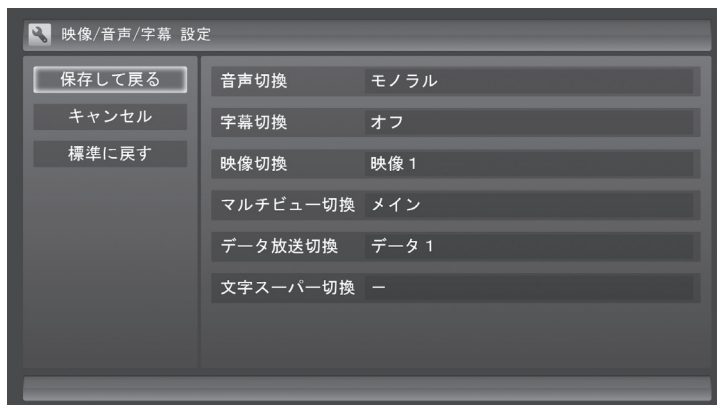 映像/音声/字幕 設定
保存して戻る
キャンセル
標準に戻す
音声切換 モノラル
字幕切換 オフ
映像切換 映像1
マルチビュー切換 メイン
データ放送切換 データ1
文字スーパー切換 −